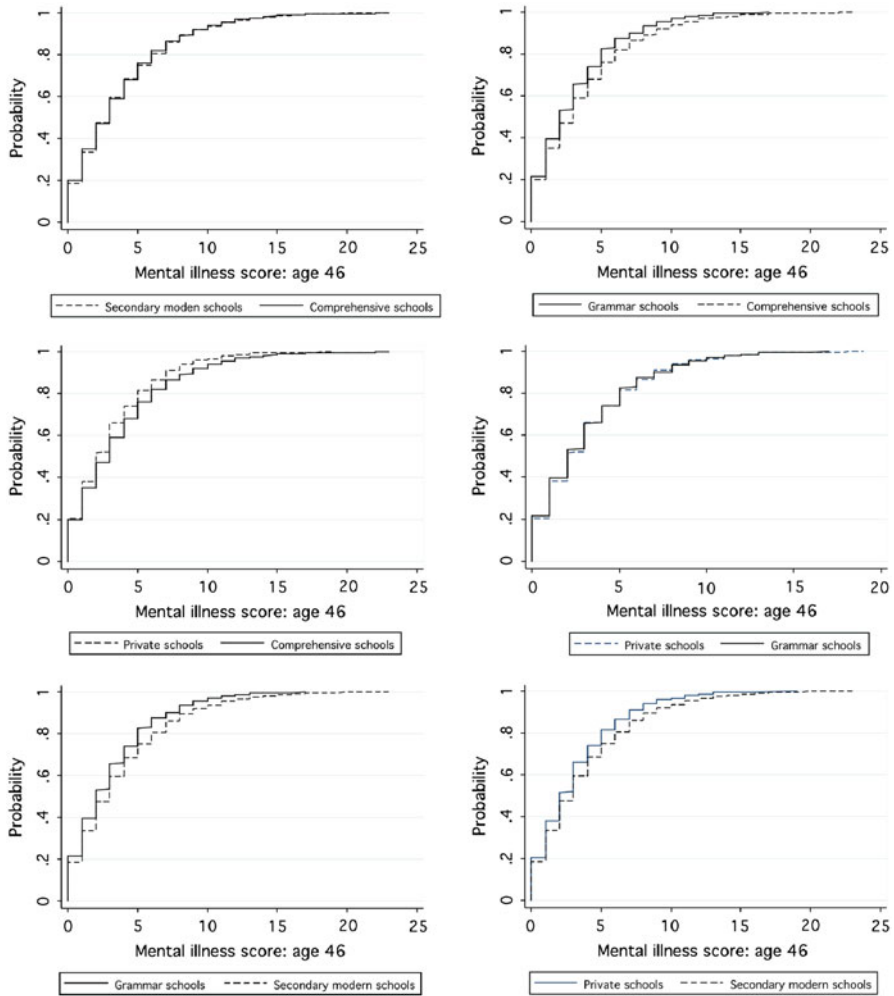 Probability
0 .2 .4 .6 .8 1
0 5 10 15 20 25
Mental illness score: age 46
Secondary moden schools Comprehensive schools
Probability
0 .2 .4 .6 .8 1
0 5 10 15 20 25
Mental illness score: age 46
Grammar schools Comprehensive schools
Probability
0 .2 .4 .6 .8 1
0 5 10 15 20 25
Mental illness score: age 46
Private schools Comprehensive schools
Probability
0 .2 .4 .6 .8 1
0 5 10 15 20
Mental illness score: age 46
Private schools Grammar schools
Probability
0 .2 .4 .6 .8 1
0 5 10 15 20 25
Mental illness score: age 46
Grammar schools Secondary modern schools
Probability
0 .2 .4 .6 .8 1
0 5 10 15 20 25
Mental illness score: age 46
Private schools Secondary modern schools